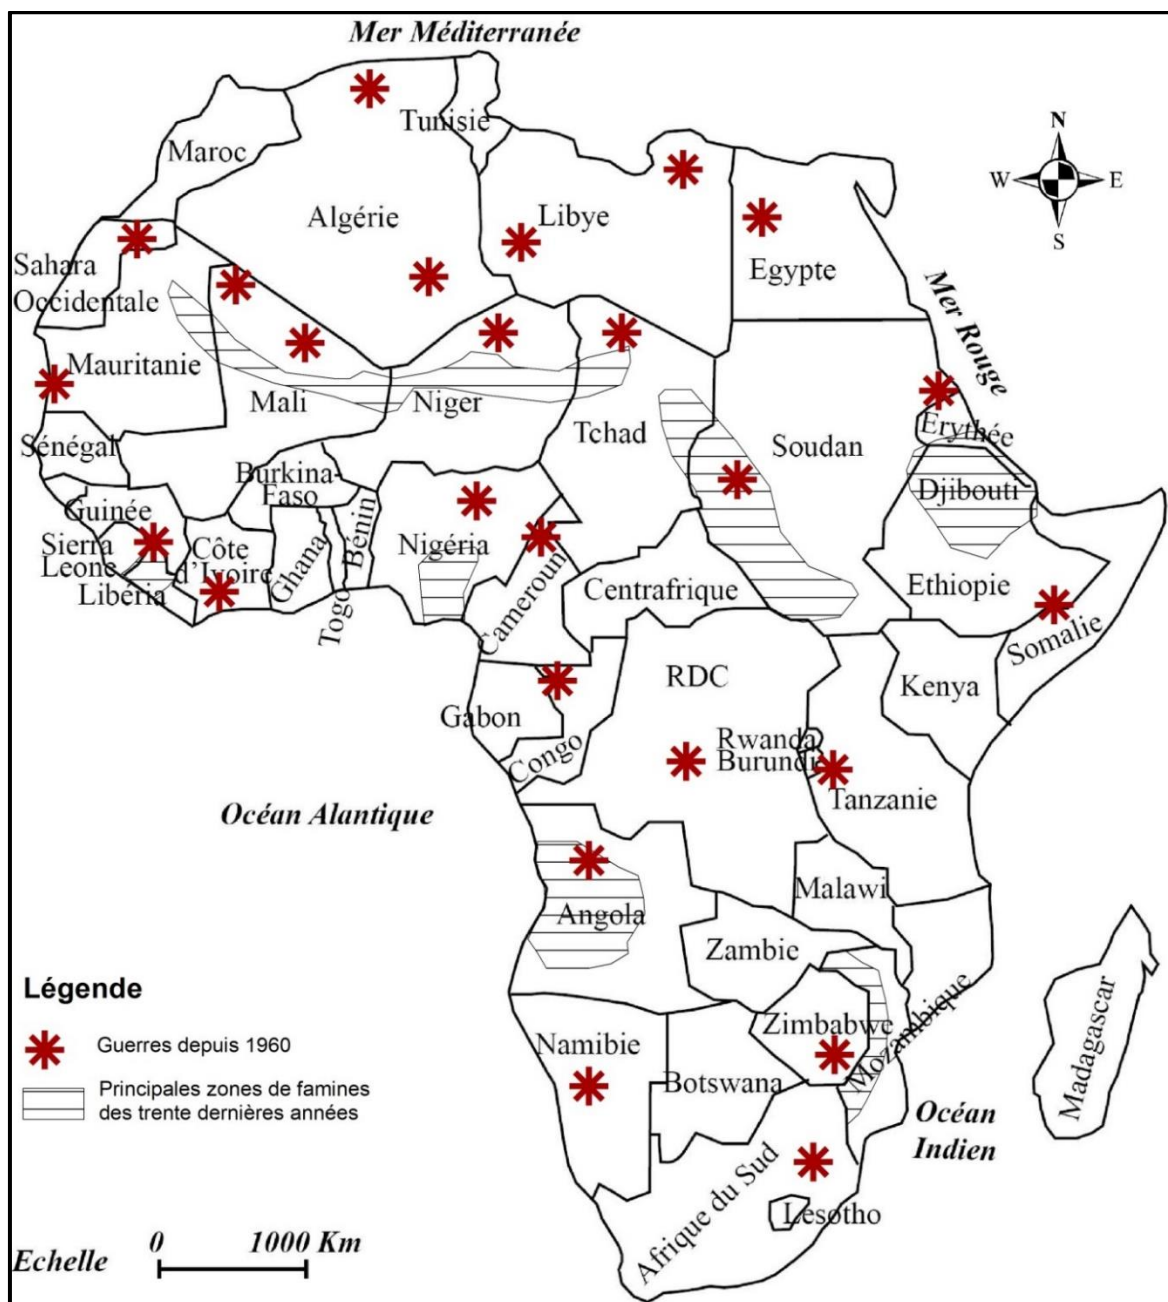 Mer Méditerranée
Tunisie
Maroc
N
W
E
S
Algérie
Libye
Egypte
Sahara
Occidentale
Mer Rouge
Mauritanie
Mali
Niger
Tchad
Soudan
Erythée
Sénégal
Burkina-
Faso
Djibouti
Guinée
Sierra
Leone
Libéria
Côte
d'Ivoire
Ghana
Togo
Bénin
Nigéria
Cameroun
Centrafrique
Ethiopie
Somalie
RDC
Kenya
Gabon
Congo
Rwanda
Burundi
Tanzanie
Océan Alantique
Angola
Malawi
Zambie
Zimbabwe
Mozambique
Madagascar
Namibie
Botswana
Océan
Indien
Afrique du Sud
Lesotho
Légende
Guerres depuis 1960
Principales zones de famines
des trente dernières années
0 1000 Km
Echelle